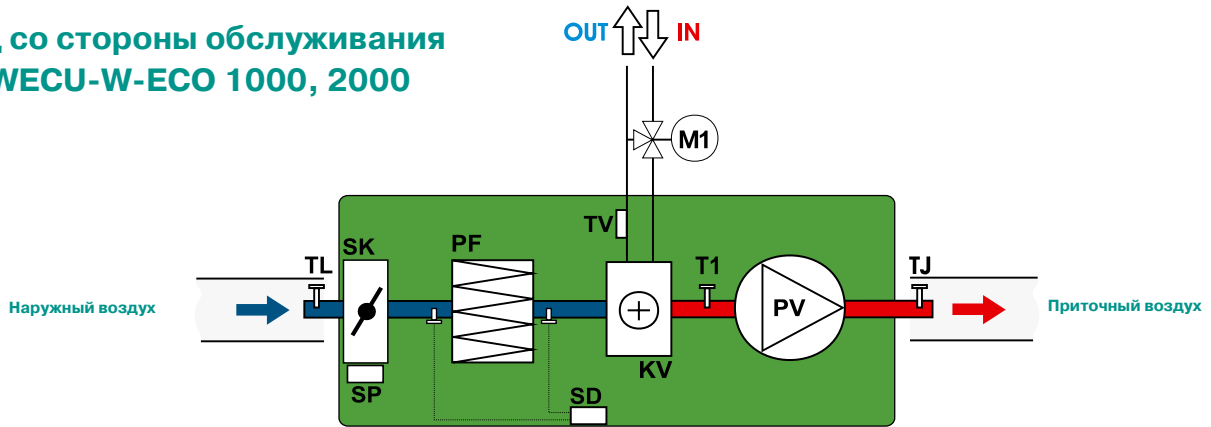 со стороны обслуживания
WECU-W-ECO 1000, 2000
OUT
IN
M1
TV
SK
PF
TL
T1
TJ
Наружный воздух
PV
Приточный воздух
KV
SP
SD